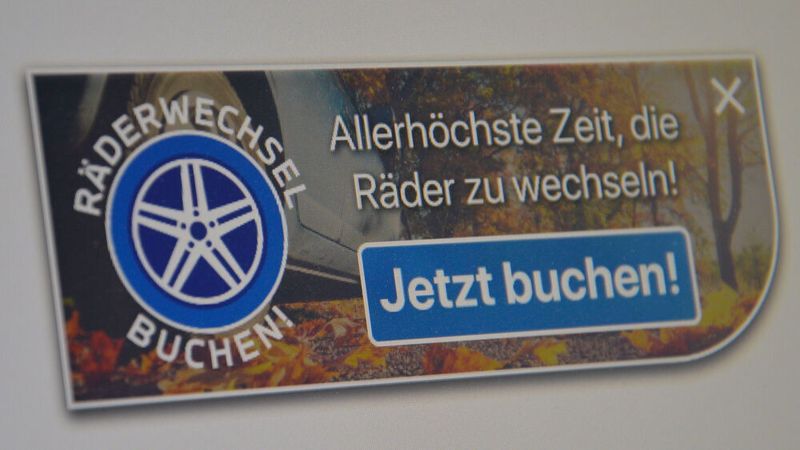 RÄDERWECHSEL
BUCHEN!
Allerhöchste Zeit, die
Räder zu wechseln!
Jetzt buchen!